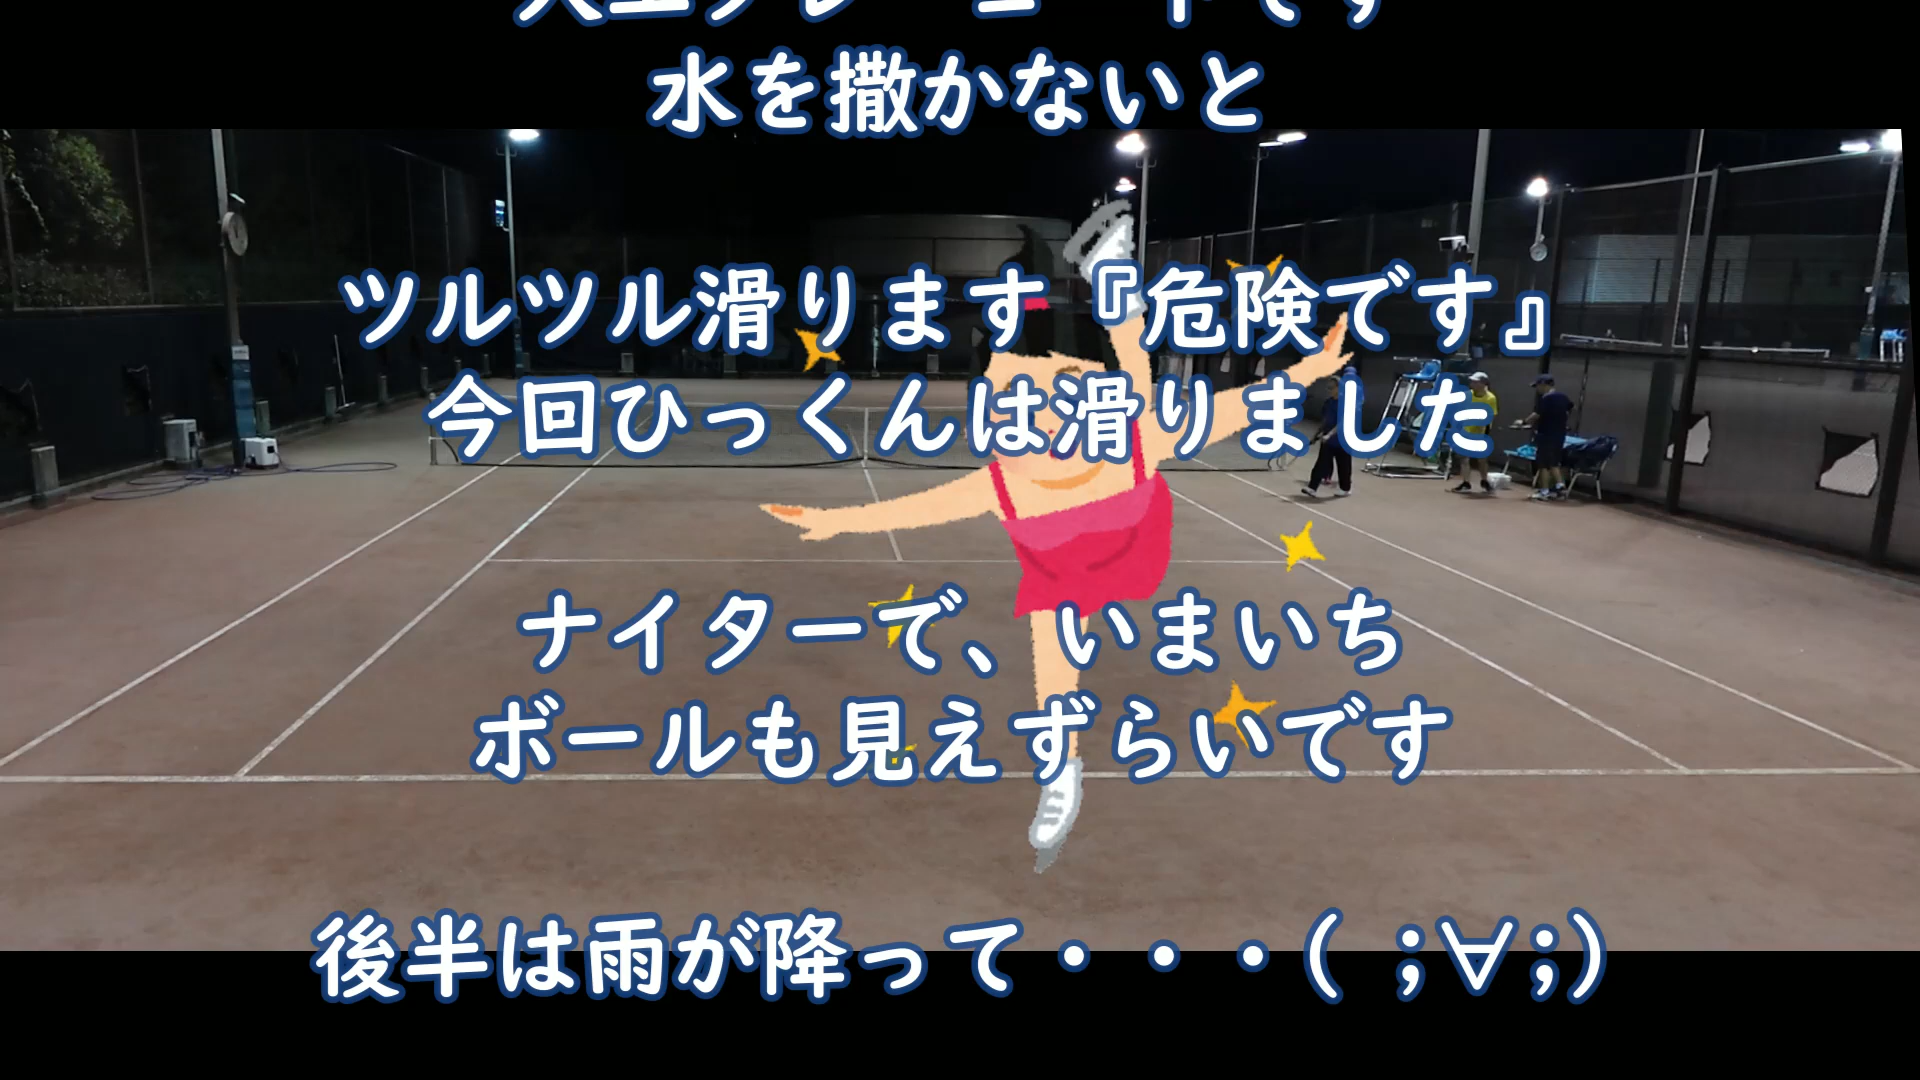 水を撒かないと
ツルツル滑ります『危険です』
今回ひっくんは滑りました
ナイターで、いまいち
ボールも見えずらいです
後半は雨が降って・・・( ；∀；)